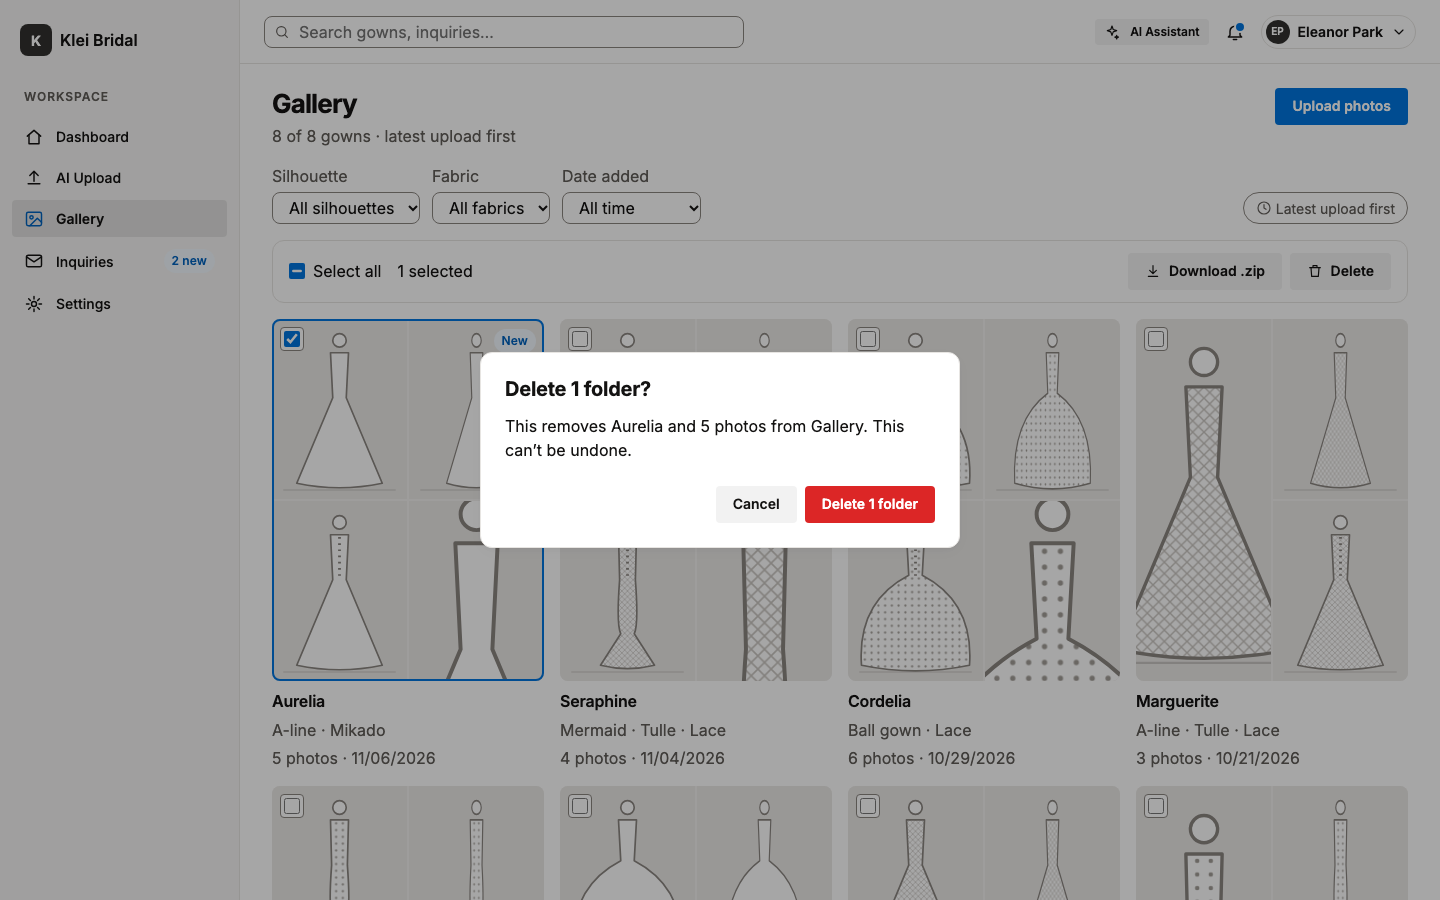 K Klei Bridal
Search gowns, inquiries...
AI Assistant
EP Eleanor Park
WORKSPACE
Dashboard
AI Upload
Gallery
Inquiries 2 new
Settings
Gallery
Upload photos
8 of 8 gowns · latest upload first
Silhouette Fabric Date added
All silhouettes All fabrics All time
Latest upload first
Select all 1 selected
Download .zip Delete
New
Delete 1 folder?
This removes Aurelia and 5 photos from Gallery. This
can’t be undone.
Cancel Delete 1 folder
Aurelia
A-line · Mikado
5 photos · 11/06/2026
Seraphine
Mermaid · Tulle · Lace
4 photos · 11/04/2026
Cordelia
Ball gown · Lace
6 photos · 10/29/2026
Marguerite
A-line · Tulle · Lace
3 photos · 10/21/2026